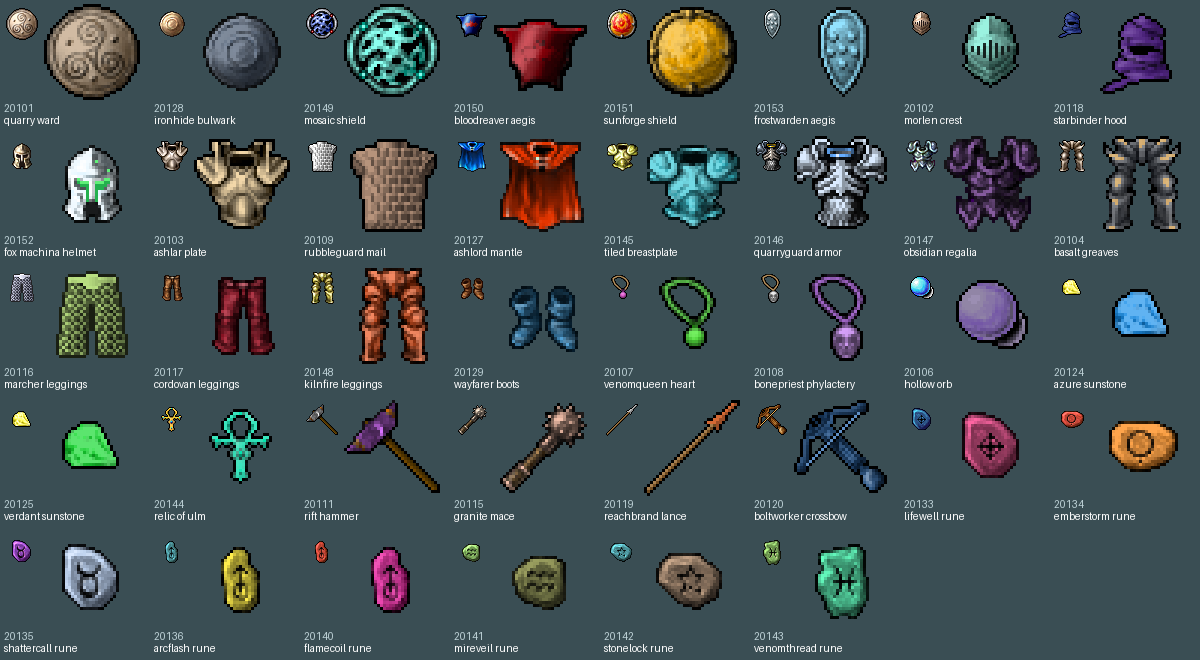 20101 20128 20149 20150 20151 20153 20102 20118
quarry ward ironhide bulwark mosaic shield bloodreaver aegis sunforge shield frostwarden aegis morlen crest starbinder hood
20152 20103 20109 20127 20145 20146 20147 20104
fox machina helmet ashlar plate rubbleguard mail ashlord mantle tiled breastplate quarryguard armor obsidian regalia basalt greaves
20116 20117 20148 20129 20107 20108 20106 20124
marcher leggings cordovan leggings kilnfire leggings wayfarer boots venomqueen heart bonepriest phylactery hollow orb azure sunstone
20125 20144 20111 20115 20119 20120 20133 20134
verdant sunstone relic of ulm rift hammer granite mace reachbrand lance boltworker crossbow lifewell rune emberstorm rune
20135 20136 20140 20141 20142 20143
shattercall rune arcflash rune flamecoil rune mireveil rune stonelock rune venomthread rune